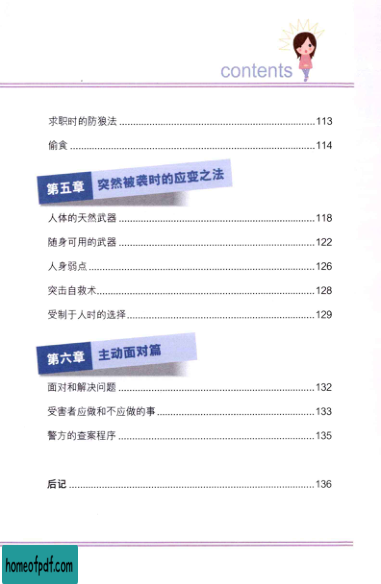 contents
求职时的防狼法 ........ 113
偷食 ........ 114
第五章 突然被袭时的应变之法
人体的天然武器 ........ 118
随身可用的武器 ........ 122
人身弱点 ........ 126
突击自救术 ........ 128
受制于人时的选择 ........ 129
第六章 主动面对篇
面对和解决问题 ........ 132
受害者应做和不应做的事 ........ 133
警方的查案程序 ........ 135
后记 ........ 136
homeofpdf.com